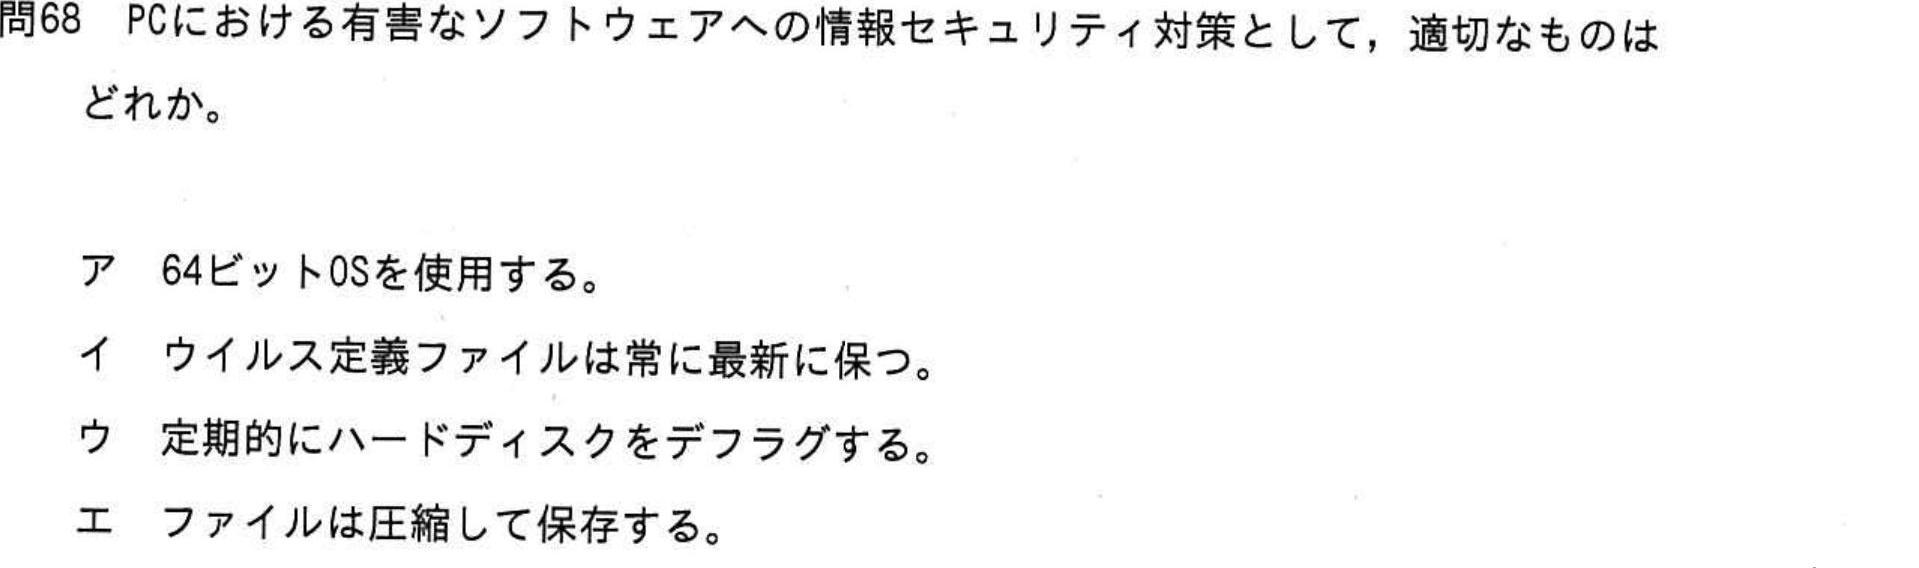 問68　PCにおける有害なソフトウェアへの情報セキュリティ対策として，適切なものは
どれか。
ア　64ビットOSを使用する。
イ　ウイルス定義ファイルは常に最新に保つ。
ウ　定期的にハードディスクをデフラグする。
エ　ファイルは圧縮して保存する。